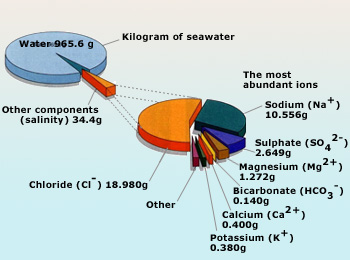 Water 965.6 g
Kilogram of seawater
Other components
(salinity) 34.4g
The most
abundant ions
Sodium (Na⁺)
10.556g
Sulphate (SO₄²⁻)
2.649g
Magnesium (Mg²⁺)
1.272g
Bicarbonate (HCO₃⁻)
0.140g
Calcium (Ca²⁺)
0.400g
Potassium (K⁺)
0.380g
Other
Chloride (Cl⁻) 18.980g